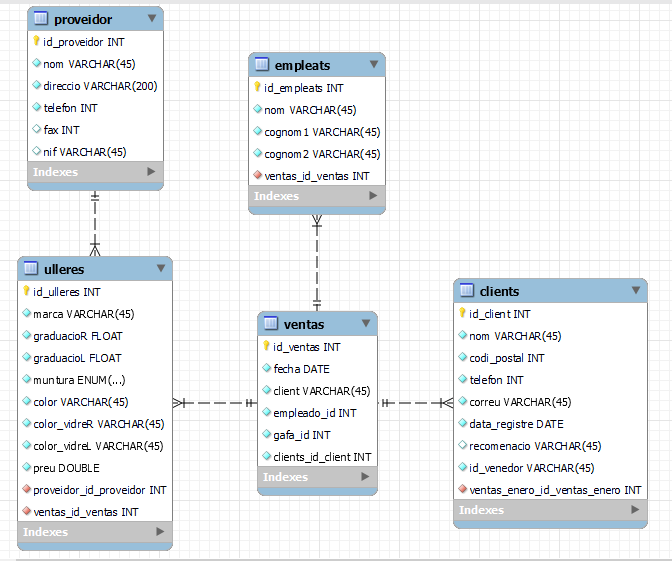 proveidor
id_proveidor INT
nom VARCHAR(45)
direccio VARCHAR(200)
telefon INT
fax INT
nif VARCHAR(45)
Indexes
empleats
id_empleats INT
nom VARCHAR(45)
cognom1 VARCHAR(45)
cognom2 VARCHAR(45)
ventas_id_ventas INT
Indexes
ulleres
id_ulleres INT
marca VARCHAR(45)
graduacioR FLOAT
graduacioL FLOAT
muntura ENUM(...)
color VARCHAR(45)
color_vidreR VARCHAR(45)
color_vidreL VARCHAR(45)
preu DOUBLE
proveidor_id_proveidor INT
ventas_id_ventas INT
Indexes
ventas
id_ventas INT
fecha DATE
client VARCHAR(45)
empleado_id INT
gafa_id INT
clients_id_client INT
Indexes
clients
id_client INT
nom VARCHAR(45)
codi_postal INT
telefon INT
correu VARCHAR(45)
data_registre DATE
recomenacio VARCHAR(45)
id_venedor VARCHAR(45)
ventas_enero_id_ventas_enero INT
Indexes